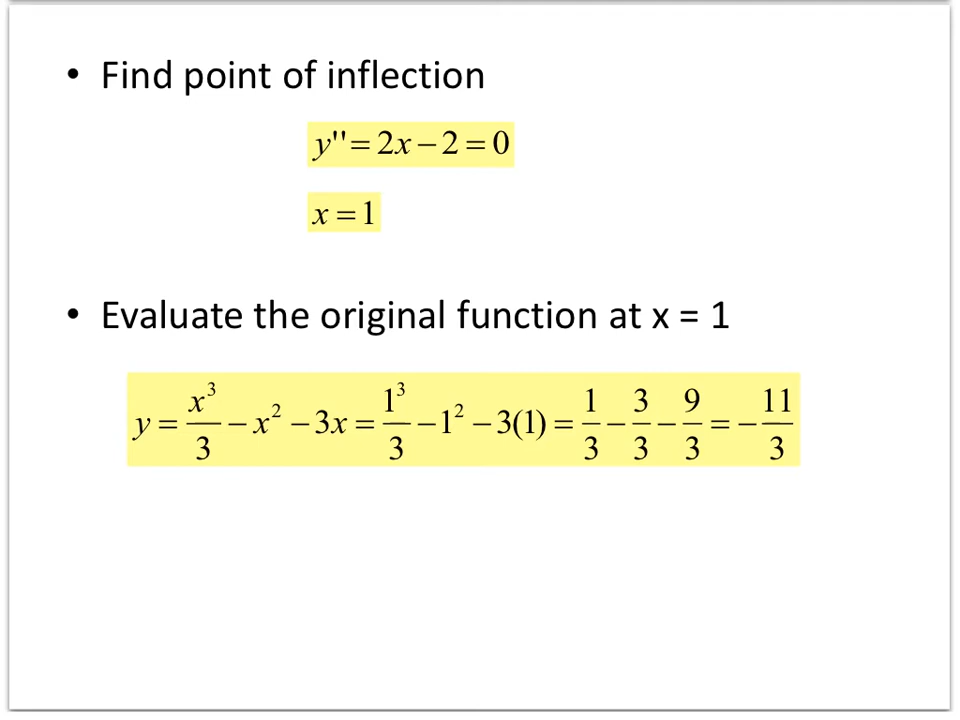 • Find point of inflection
y'' = 2x − 2 = 0
x = 1
• Evaluate the original function at x = 1
y = x³/3 − x² − 3x = 1³/3 − 1² − 3(1) = 1/3 − 3/3 − 9/3 = − 11/3